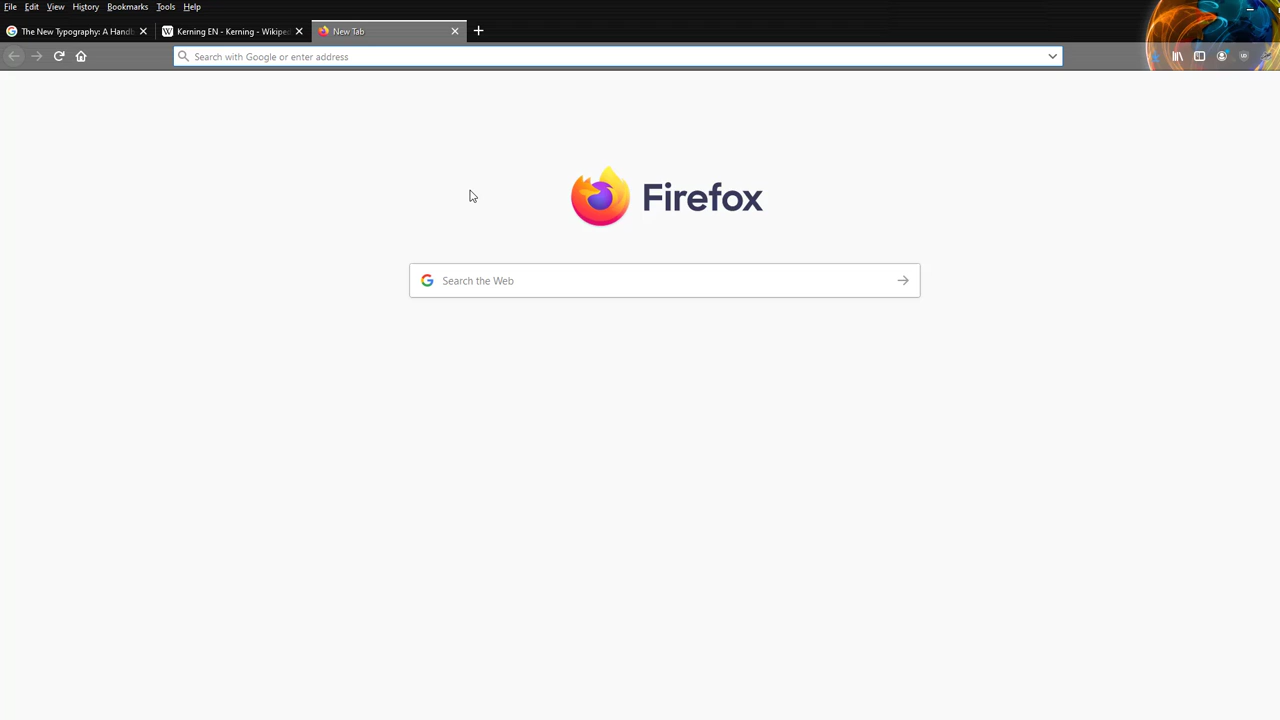 File Edit View History Bookmarks Tools Help
The New Typography: A Handb
Kerning EN - Kerning - Wikiped
New Tab
Search with Google or enter address
Firefox
Search the Web